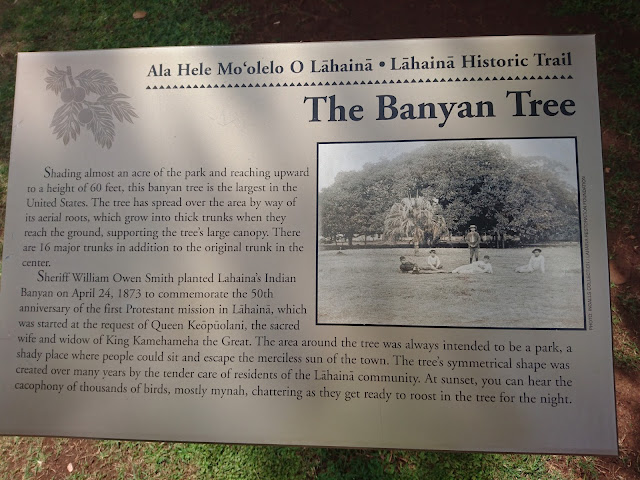 Ala Hele Moʻolelo O Lāhainā • Lāhainā Historic Trail
The Banyan Tree
Shading almost an acre of the park and reaching upward
to a height of 60 feet, this banyan tree is the largest in the
United States. The tree has spread over the area by way of
its aerial roots, which grow into thick trunks when they
reach the ground, supporting the tree's large canopy. There
are 16 major trunks in addition to the original trunk in the
center.
Sheriff William Owen Smith planted Lahaina's Indian
Banyan on April 24, 1873 to commemorate the 50th
anniversary of the first Protestant mission in Lāhainā, which
was started at the request of Queen Keōpūolani, the sacred
wife and widow of King Kamehameha the Great. The area around the tree was always intended to be a park, a
shady place where people could sit and escape the merciless sun of the town. The tree's symmetrical shape was
created over many years by the tender care of residents of the Lāhainā community. At sunset, you can hear the
cacophony of thousands of birds, mostly mynah, chattering as they get ready to roost in the tree for the night.